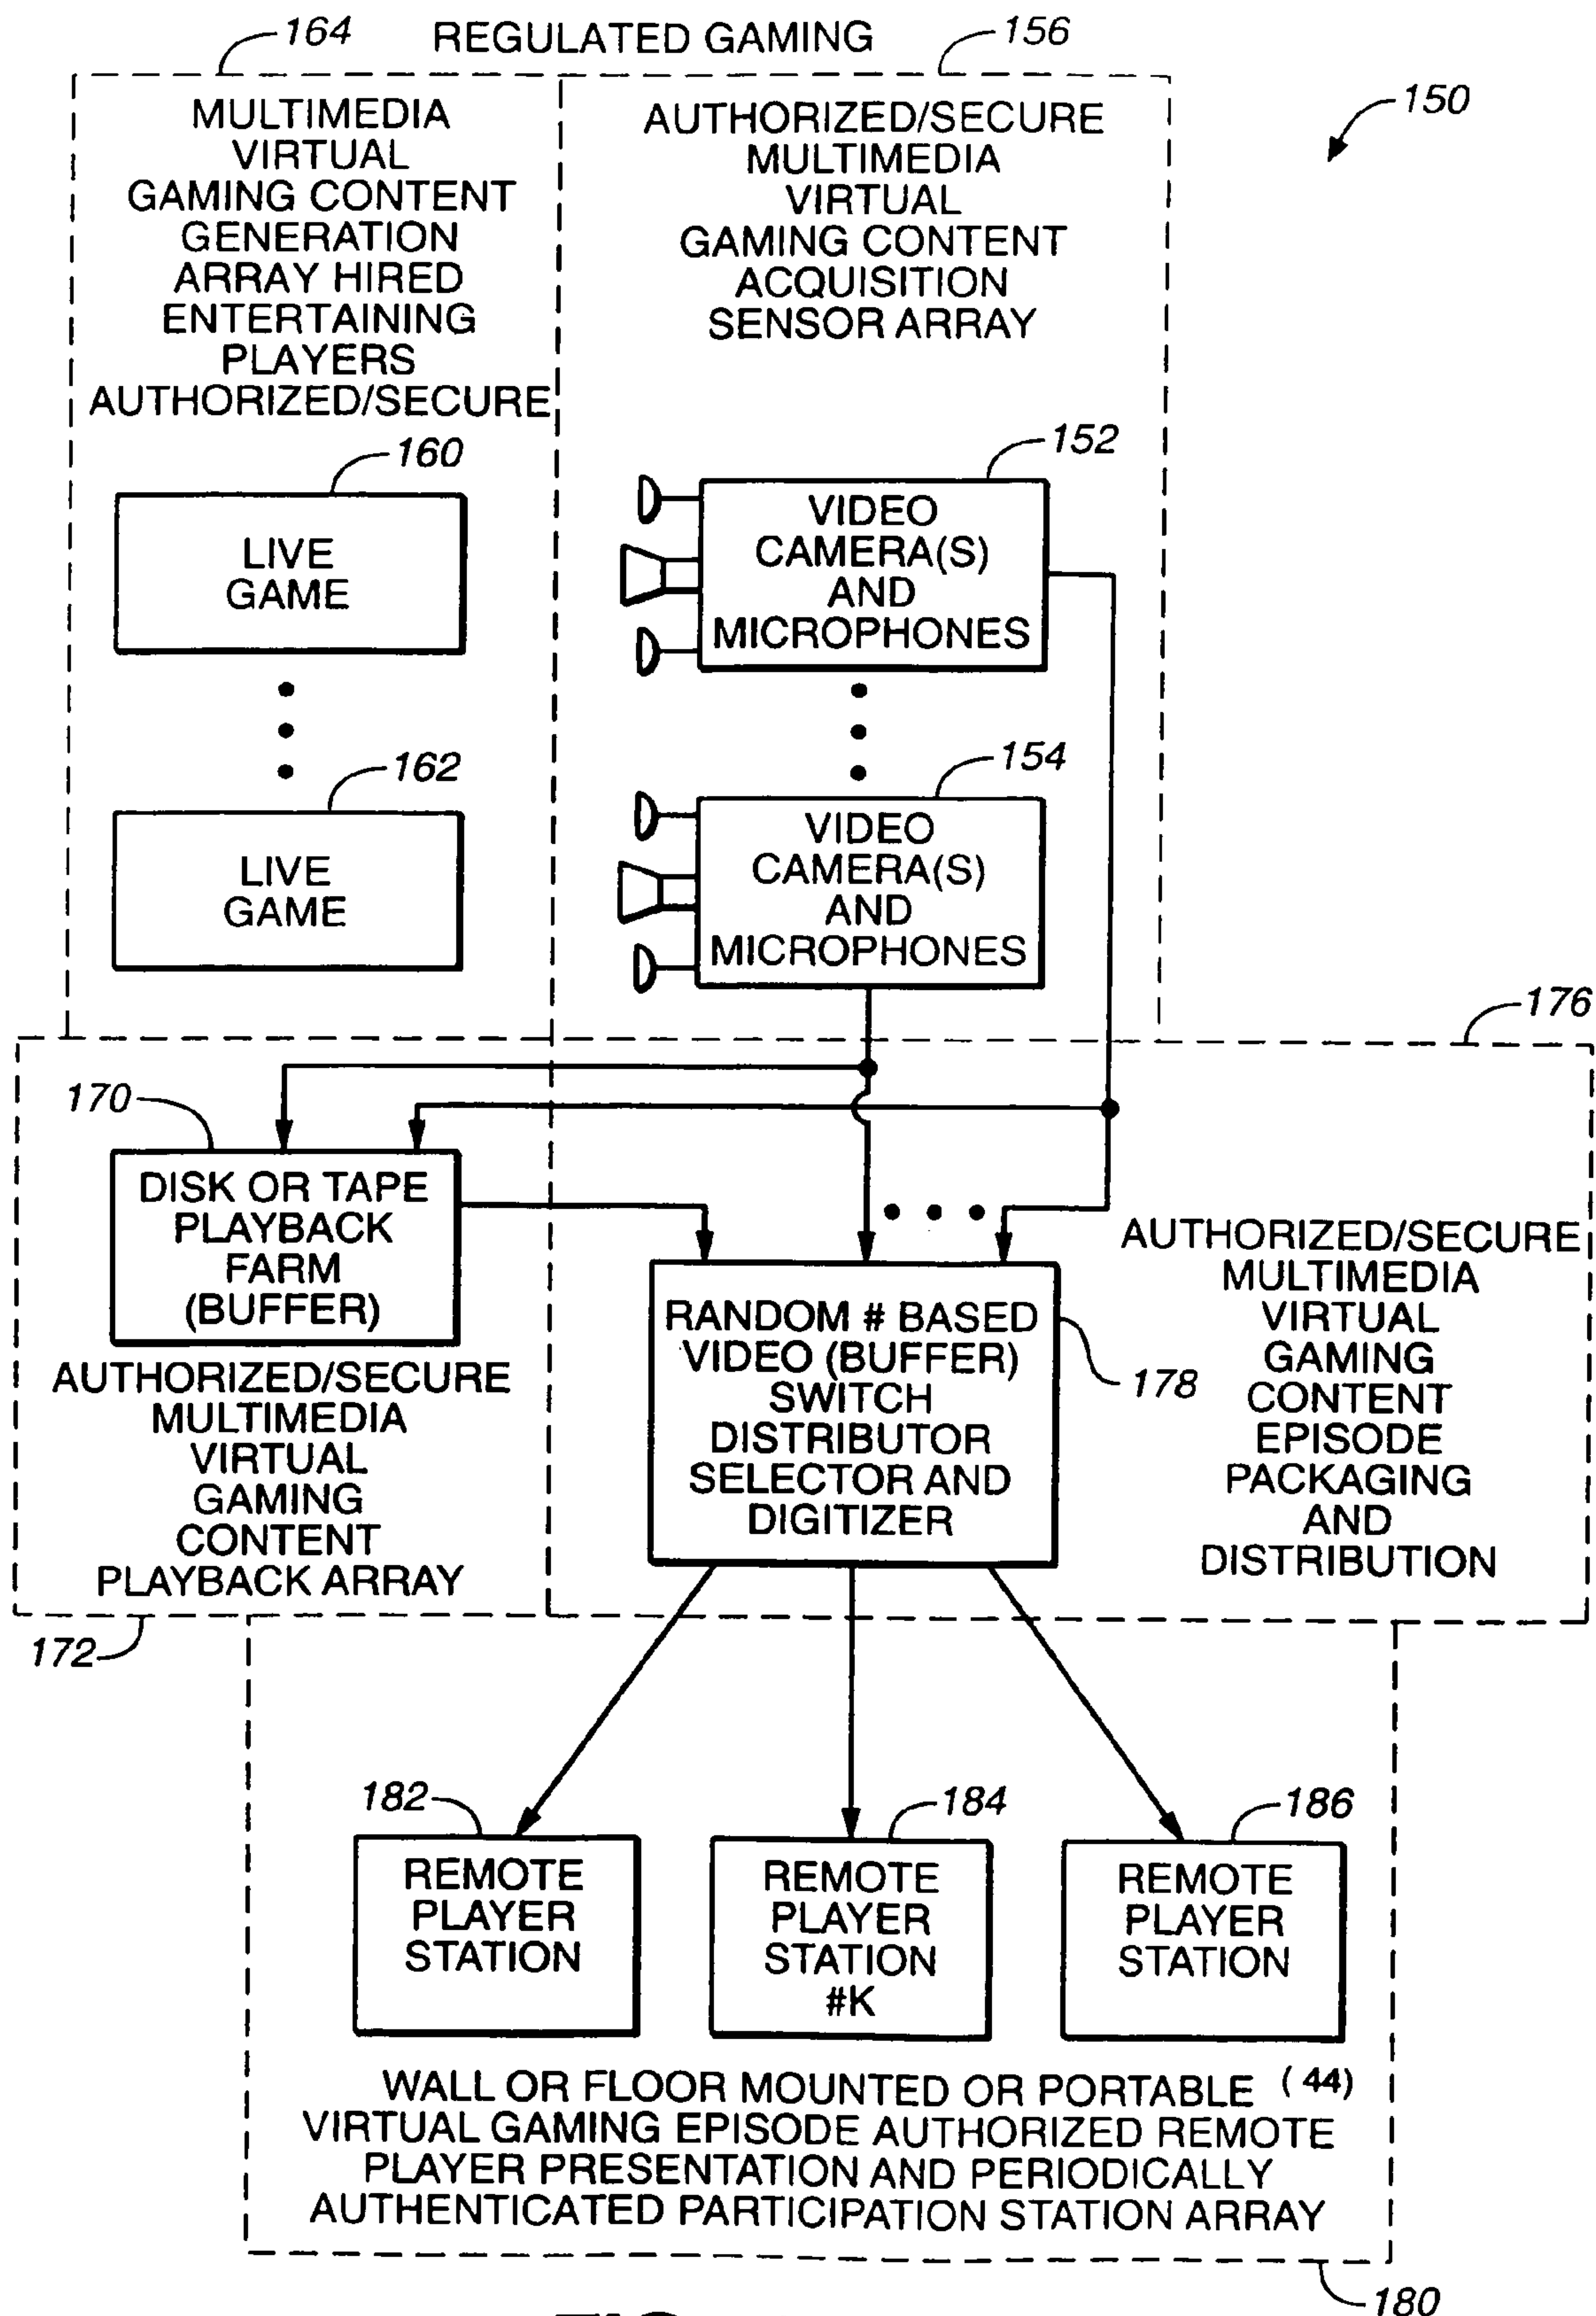 164
REGULATED GAMING
156
150
MULTIMEDIA
VIRTUAL
GAMING CONTENT
GENERATION
ARRAY HIRED
ENTERTAINING
PLAYERS
AUTHORIZED/SECURE
AUTHORIZED/SECURE
MULTIMEDIA
VIRTUAL
GAMING CONTENT
ACQUISITION
SENSOR ARRAY
160
LIVE
GAME
152
VIDEO
CAMERA(S)
AND
MICROPHONES
162
LIVE
GAME
154
VIDEO
CAMERA(S)
AND
MICROPHONES
176
170
DISK OR TAPE
PLAYBACK
FARM
(BUFFER)
AUTHORIZED/SECURE
MULTIMEDIA
VIRTUAL
GAMING
CONTENT
PLAYBACK ARRAY
172
RANDOM # BASED
VIDEO (BUFFER)
SWITCH
DISTRIBUTOR
SELECTOR AND
DIGITIZER
178
AUTHORIZED/SECURE
MULTIMEDIA
VIRTUAL
GAMING
CONTENT
EPISODE
PACKAGING
AND
DISTRIBUTION
182
REMOTE
PLAYER
STATION
184
REMOTE
PLAYER
STATION
#K
186
REMOTE
PLAYER
STATION
WALL OR FLOOR MOUNTED OR PORTABLE (44)
VIRTUAL GAMING EPISODE AUTHORIZED REMOTE
PLAYER PRESENTATION AND PERIODICALLY
AUTHENTICATED PARTICIPATION STATION ARRAY
180